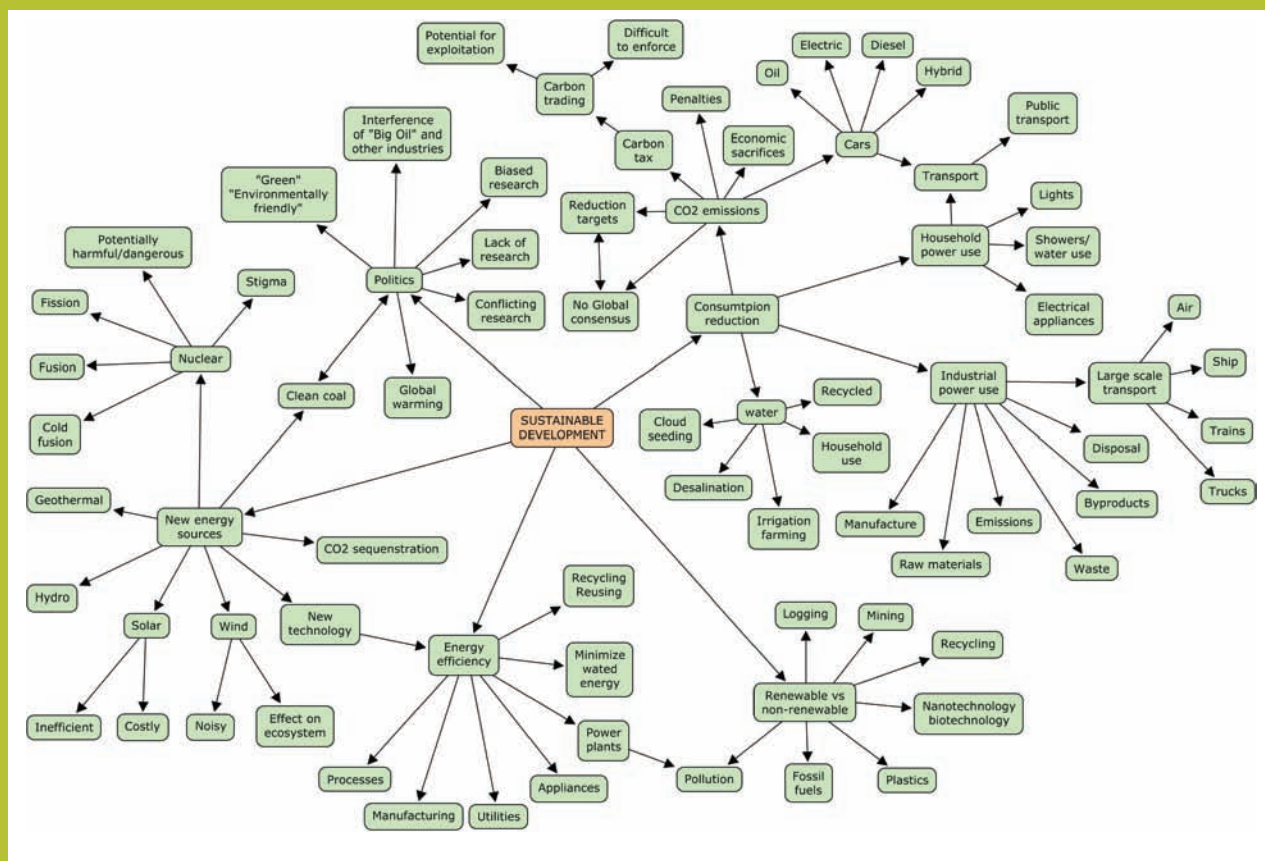 Potential for
exploitation
Difficult
to enforce
Carbon
trading
Carbon
tax
Penalties
Economic
sacrifices
Reduction
targets
CO2 emissions
No Global
consensus
Electric
Diesel
Oil
Hybrid
Cars
Public
transport
Transport
Lights
Household
power use
Showers/
water use
Electrical
appliances
Interference
of "Big Oil" and
other industries
"Green"
"Environmentally
friendly"
Biased
research
Lack of
research
Politics
Conflicting
research
Global
warming
Clean coal
Potentially
harmful/dangerous
Stigma
Fission
Nuclear
Fusion
Cold
fusion
Consumtpion
reduction
SUSTAINABLE
DEVELOPMENT
water
Recycled
Cloud
seeding
Household
use
Desalination
Irrigation
farming
Industrial
power use
Large scale
transport
Air
Ship
Trains
Trucks
Disposal
Byproducts
Manufacture
Emissions
Raw materials
Waste
Geothermal
New energy
sources
CO2 sequenstration
Hydro
Solar
Wind
New
technology
Inefficient
Costly
Noisy
Effect on
ecosystem
Energy
efficiency
Recycling
Reusing
Minimize
wated
energy
Power
plants
Processes
Manufacturing
Utilities
Appliances
Logging
Mining
Recycling
Renewable vs
non-renewable
Nanotechnology
biotechnology
Pollution
Fossil
fuels
Plastics